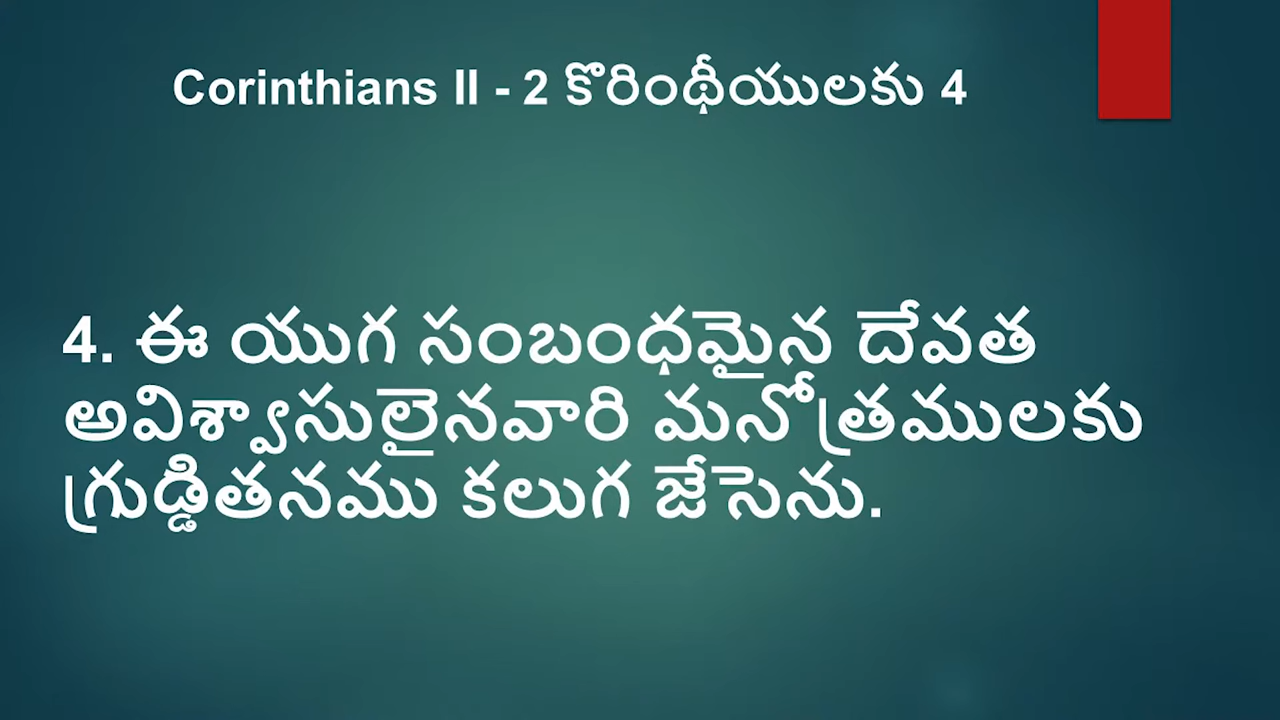 Corinthians II - 2 కొరింథీయులకు 4
4. ఈ యుగ సంబంధమైన దేవత
అవిశ్వాసులైనవారి మనోత్రములకు
గ్రుడ్డితనము కలుగ జేసెను.